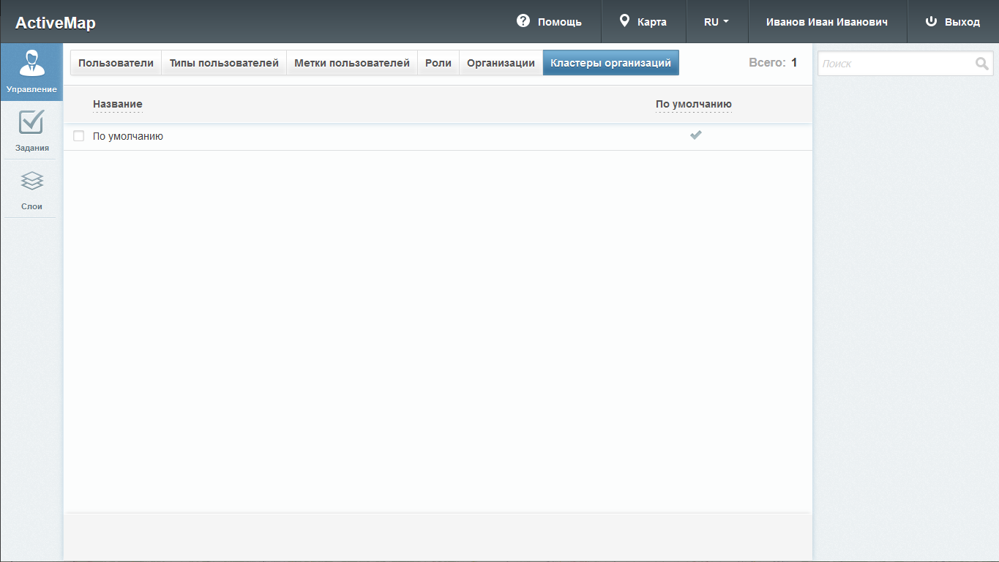 ActiveMap Помощь Карта RU Иванов Иван Иванович Выход
Пользователи Типы пользователей Метки пользователей Роли Организации Кластеры организаций Всего: 1 Поиск
Управление
Название По умолчанию
По умолчанию
Задания
Слои